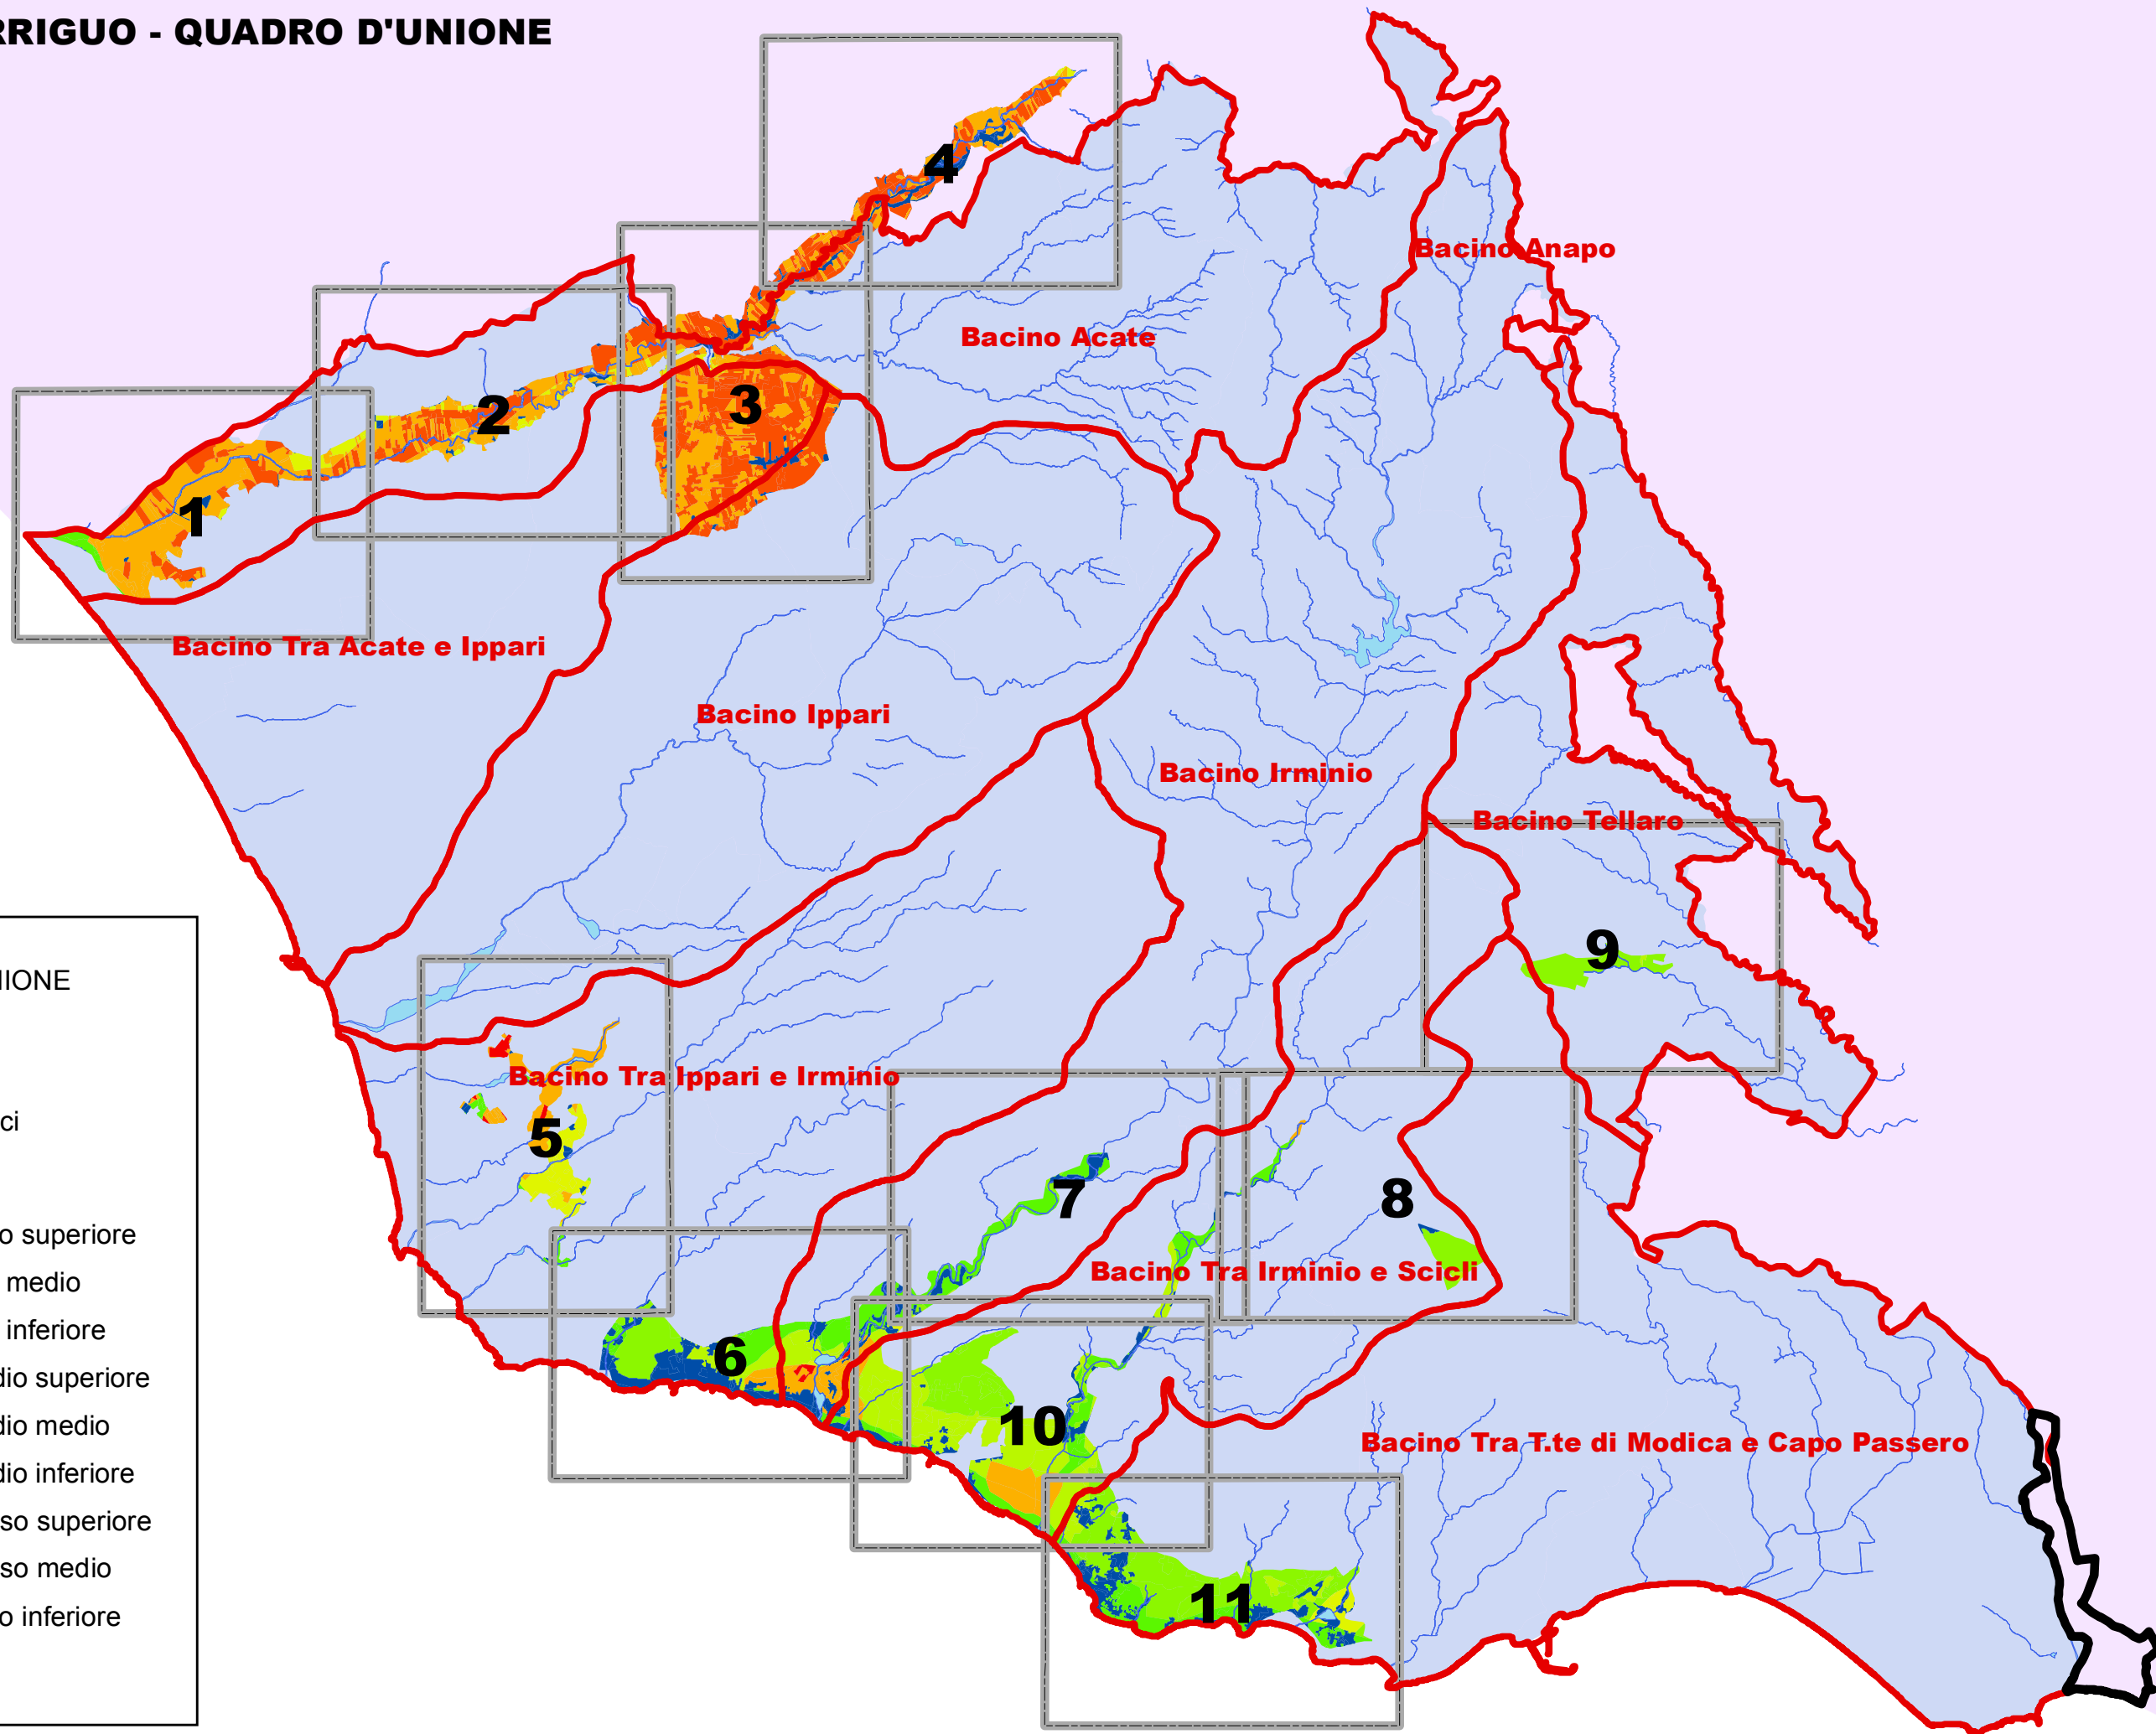 RRIGUO - QUADRO D'UNIONE
4
Bacino Anapo
Bacino Acate
3
2
1
Bacino Tra Acate e Ippari
Bacino Ippari
Bacino Irminio
Bacino Tellaro
9
Bacino Tra Ippari e Irminio
5
7
8
Bacino Tra Irminio e Scicli
6
10
Bacino Tra T.te di Modica e Capo Passero
11
NIONE
ci
o superiore
medio
inferiore
dio superiore
dio medio
dio inferiore
so superiore
so medio
o inferiore